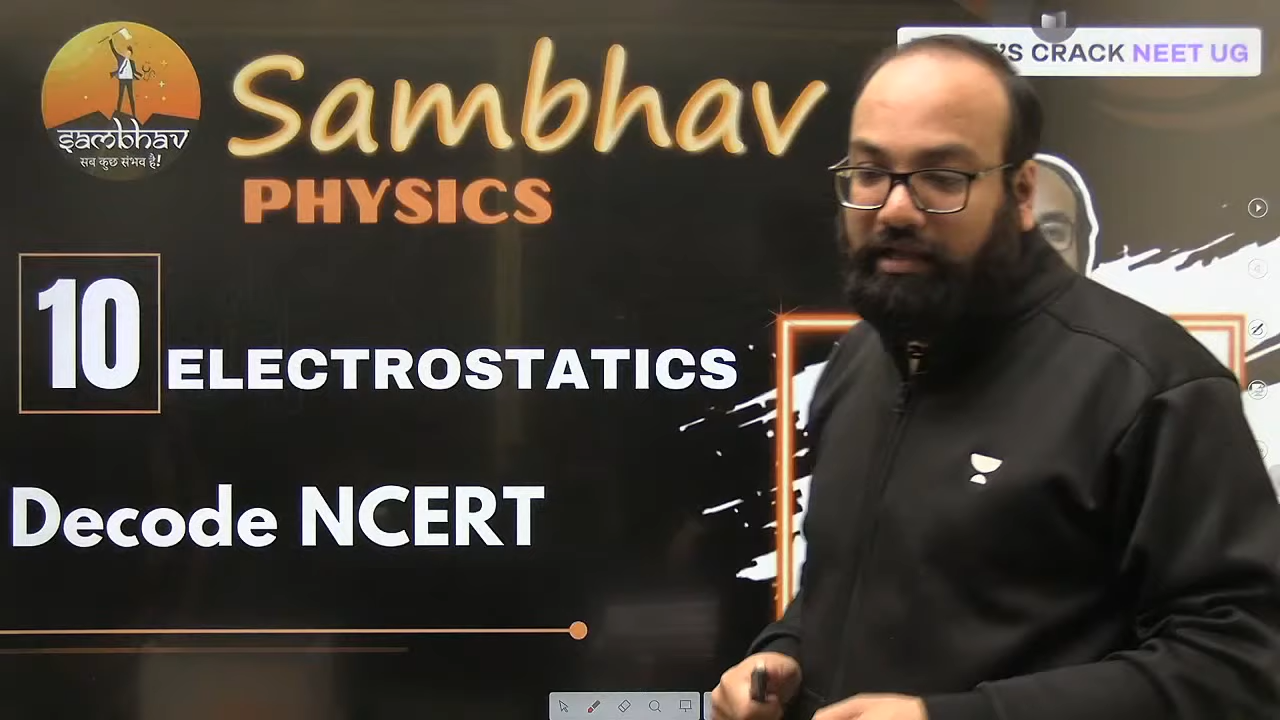 sambhav
सब कुछ संभव है!
Sambhav
PHYSICS
'S CRACK NEET UG
10
ELECTROSTATICS
Decode NCERT